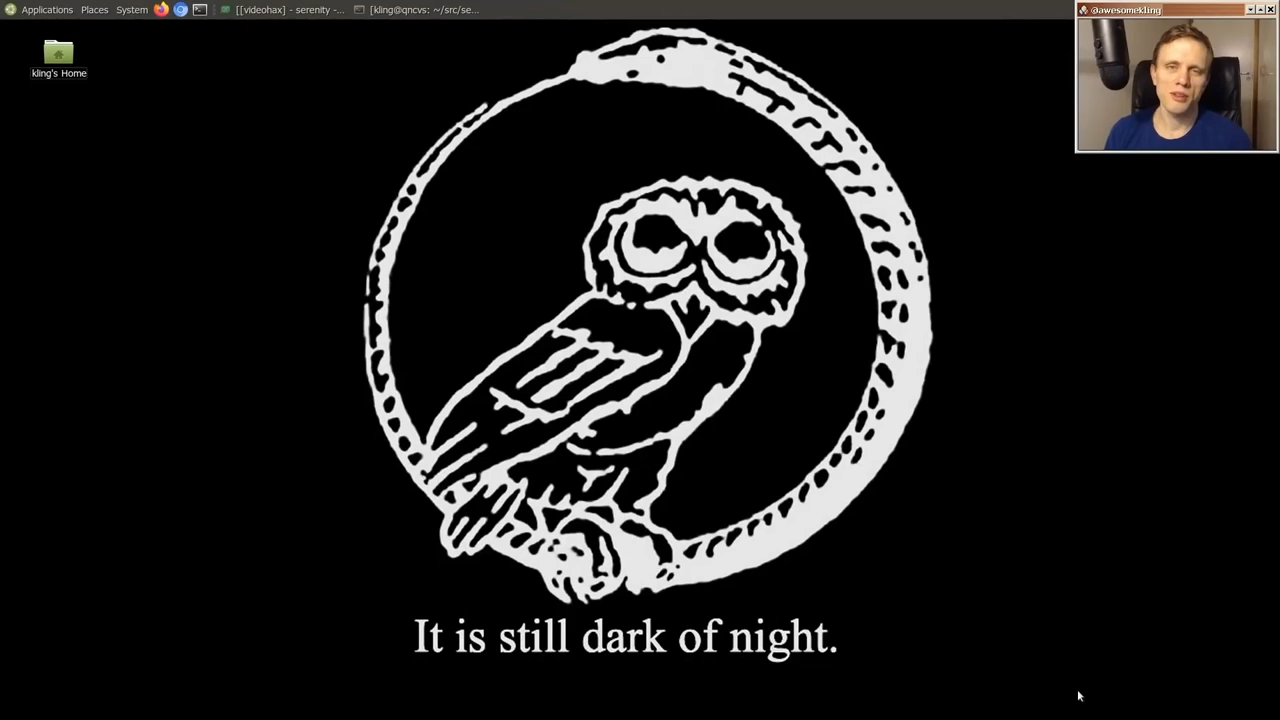 Applications Places System [[videohax] - serenity -... [kling@qncvs: ~/src/se...
@awesomekling
kling's Home
It is still dark of night.